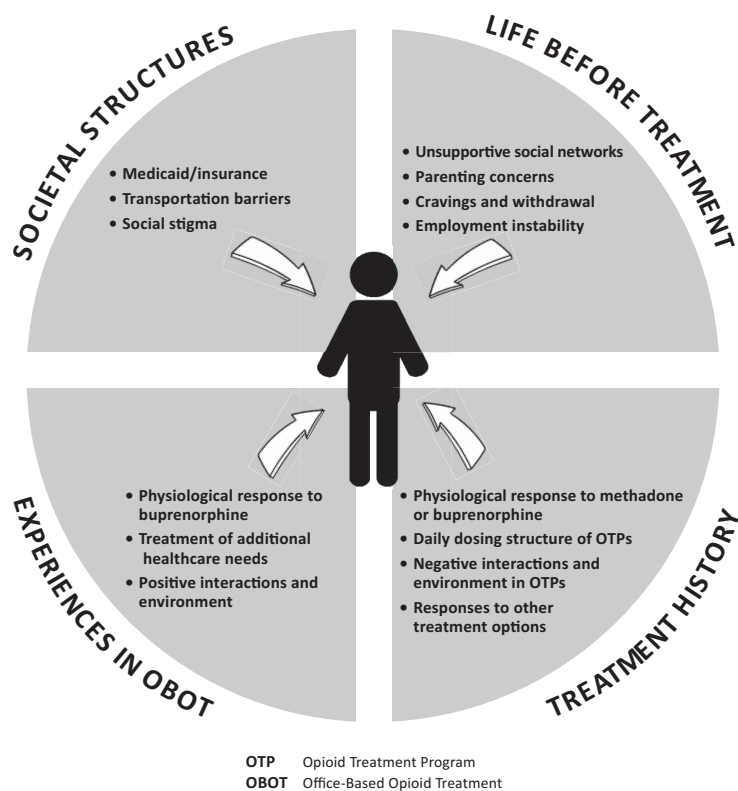 SOCIETAL STRUCTURES
• Medicaid/insurance
• Transportation barriers
• Social stigma
LIFE BEFORE TREATMENT
• Unsupportive social networks
• Parenting concerns
• Cravings and withdrawal
• Employment instability
EXPERIENCES IN OBOT
• Physiological response to
buprenorphine
• Treatment of additional
healthcare needs
• Positive interactions and
environment
TREATMENT HISTORY
• Physiological response to methadone
or buprenorphine
• Daily dosing structure of OTPs
• Negative interactions and
environment in OTPs
• Responses to other
treatment options
OTP Opioid Treatment Program
OBOT Office-Based Opioid Treatment